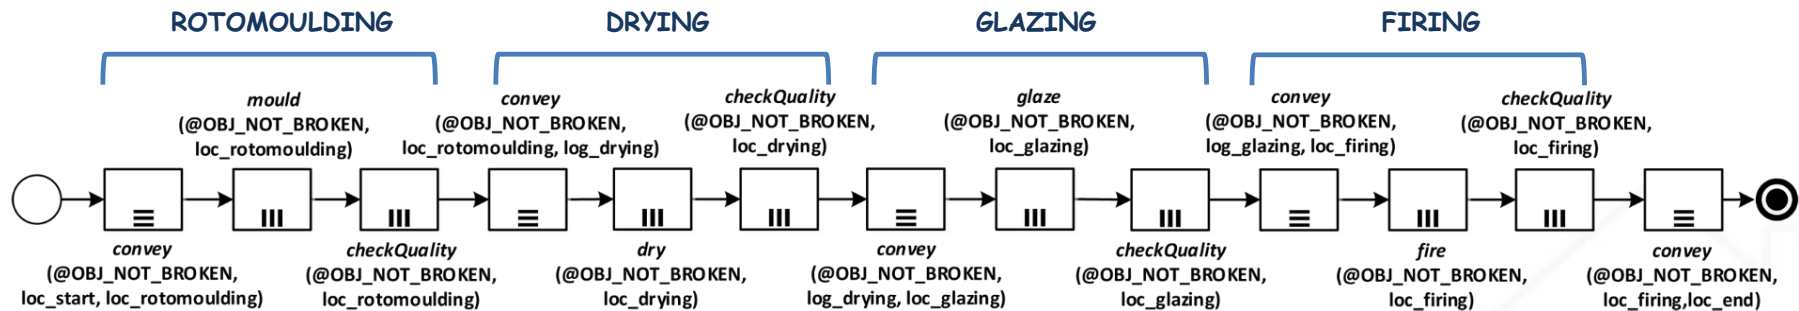 ROTOMOULDING
DRYING
GLAZING
FIRING
mould
(@OBJ_NOT_BROKEN,
loc_rotomoulding)
convey
(@OBJ_NOT_BROKEN,
loc_rotomoulding, log_drying)
checkQuality
(@OBJ_NOT_BROKEN,
loc_drying)
glaze
(@OBJ_NOT_BROKEN,
loc_glazing)
convey
(@OBJ_NOT_BROKEN,
log_glazing, loc_firing)
checkQuality
(@OBJ_NOT_BROKEN,
loc_firing)
convey
(@OBJ_NOT_BROKEN,
loc_start, loc_rotomoulding)
checkQuality
(@OBJ_NOT_BROKEN,
loc_rotomoulding)
dry
(@OBJ_NOT_BROKEN,
loc_drying)
convey
(@OBJ_NOT_BROKEN,
log_drying, loc_glazing)
checkQuality
(@OBJ_NOT_BROKEN,
loc_glazing)
fire
(@OBJ_NOT_BROKEN,
loc_firing)
convey
(@OBJ_NOT_BROKEN,
loc_firing,loc_end)